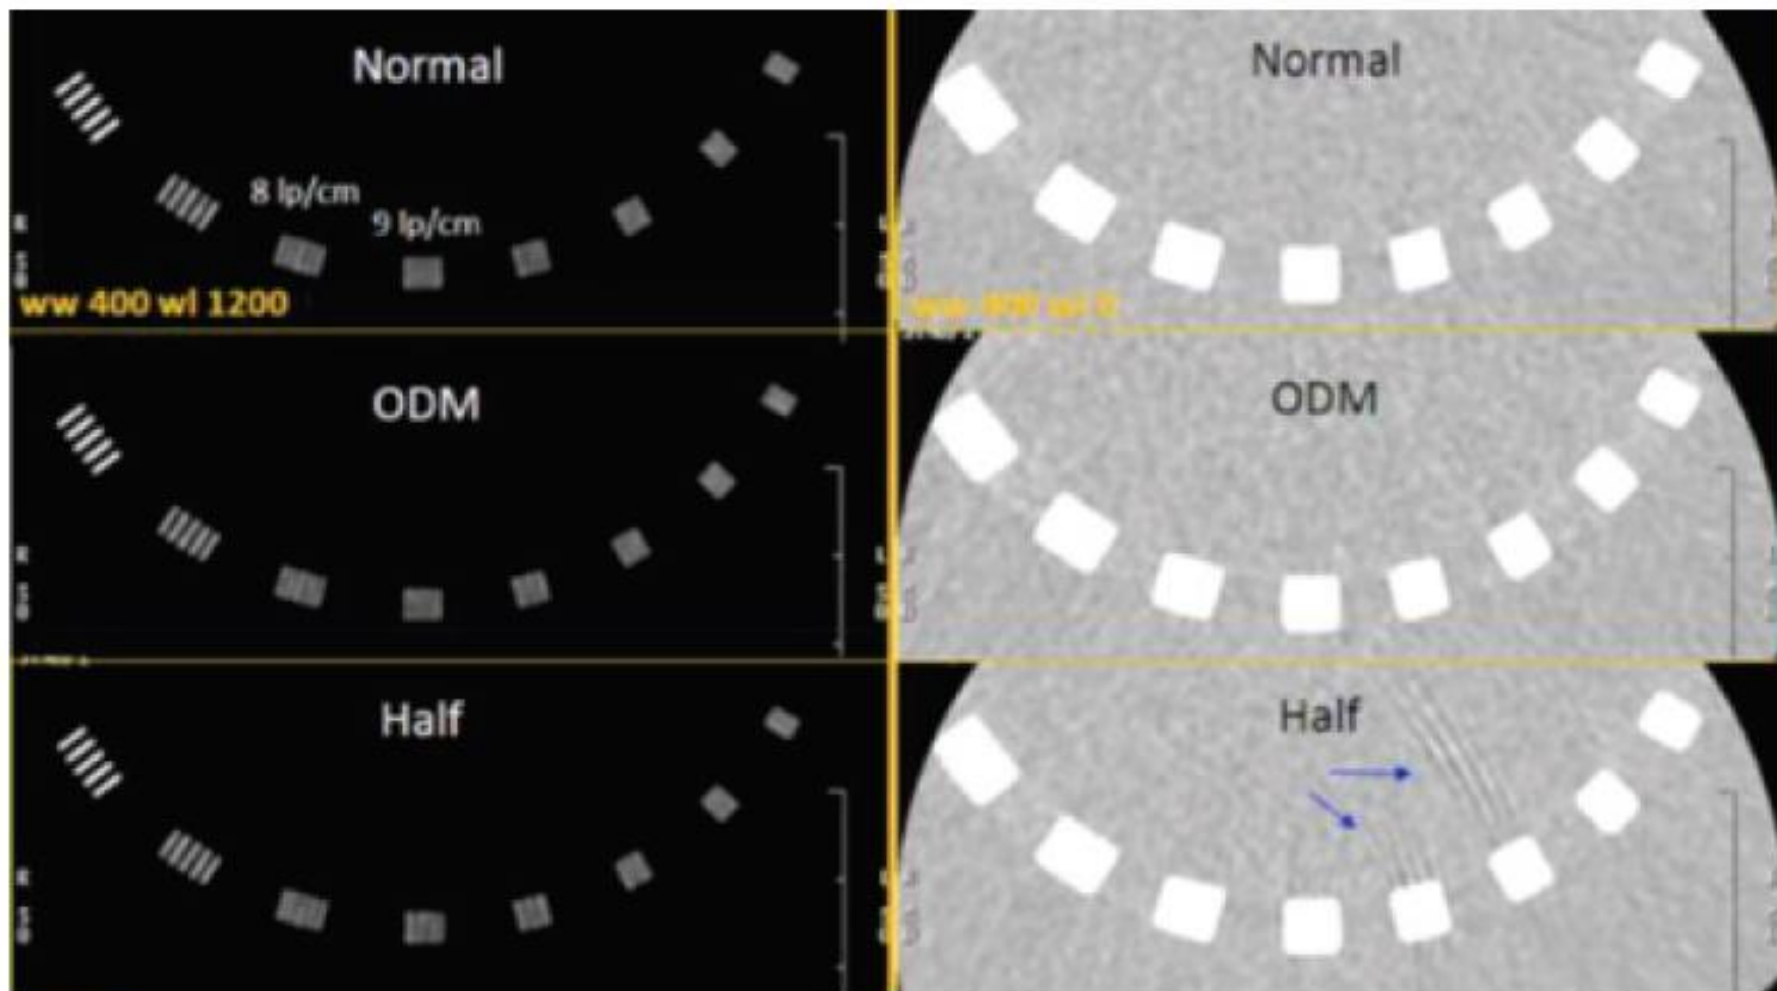 Normal
8 lp/cm
9 lp/cm
ww 400 wl 1200
Normal
ODM
ODM
Half
Half